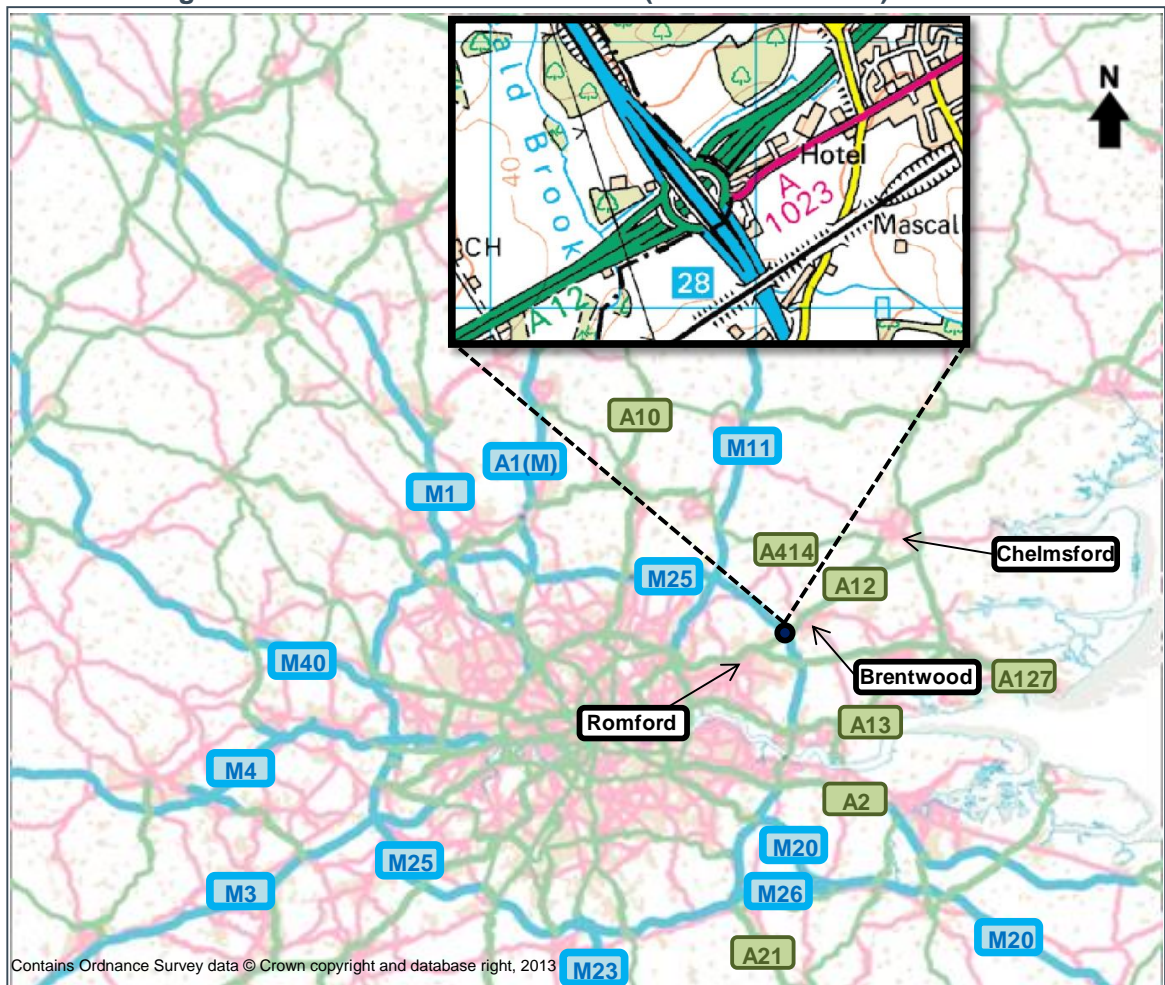 N
ald Brook
40
Hotel
A
1023
Mascal
CH
28
A 12
A10
M11
A1(M)
M1
A414
Chelmsford
M25
A12
M40
Brentwood
A127
Romford
A13
M4
A2
M20
M25
M26
M3
M20
A21
M23
Contains Ordnance Survey data © Crown copyright and database right, 2013